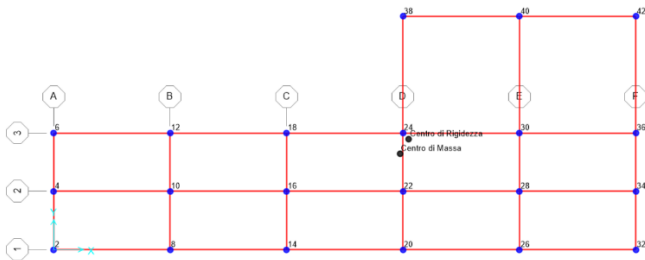 38 40 42
A B C D E F
3 6 12 18 24 30 36
Centro di Rigidezza
Centro di Massa
2 4 10 16 22 28 34
1 2 8 14 20 26 32
X